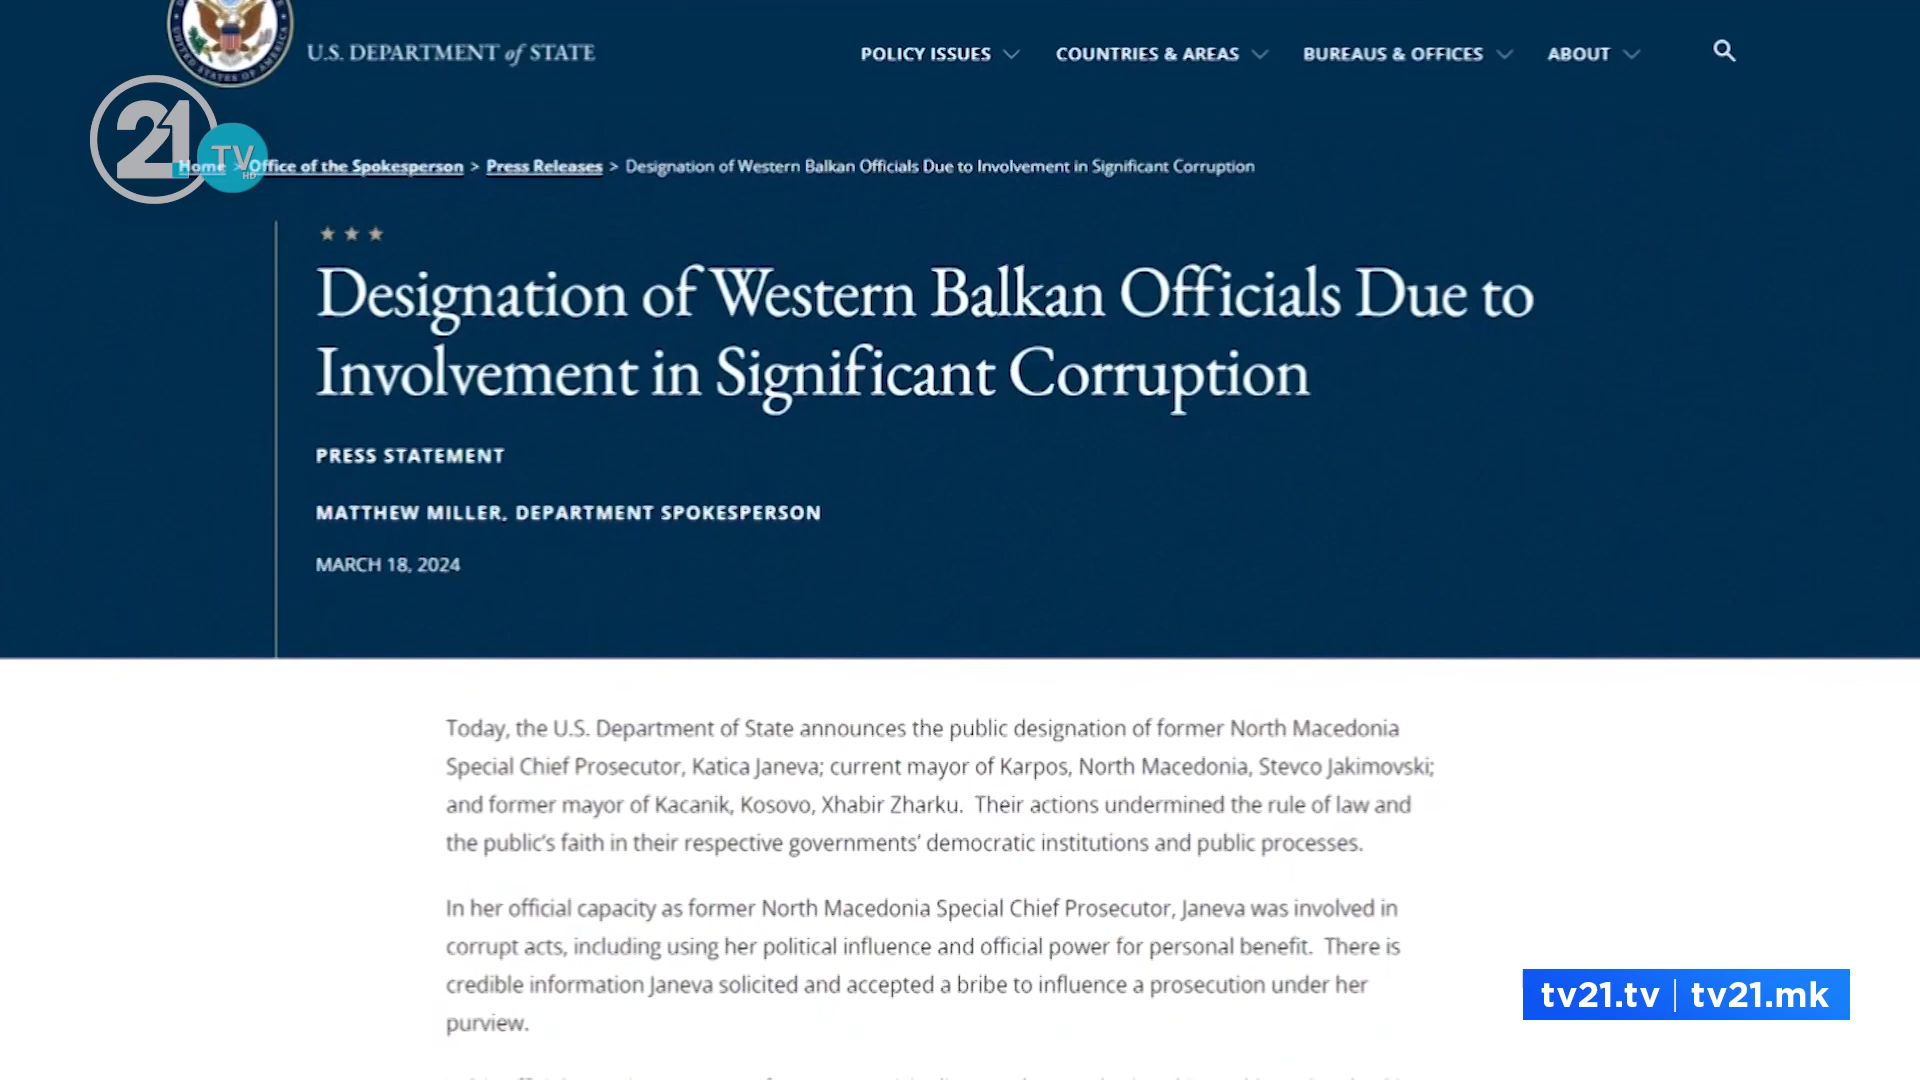 U.S. DEPARTMENT of STATE
POLICY ISSUES
COUNTRIES & AREAS
BUREAUS & OFFICES
ABOUT
UNITED STATES OF AMERICA
21
TV
HD
Home > Office of the Spokesperson > Press Releases > Designation of Western Balkan Officials Due to Involvement in Significant Corruption
Designation of Western Balkan Officials Due to
Involvement in Significant Corruption
PRESS STATEMENT
MATTHEW MILLER, DEPARTMENT SPOKESPERSON
MARCH 18, 2024
Today, the U.S. Department of State announces the public designation of former North Macedonia
Special Chief Prosecutor, Katica Janeva; current mayor of Karpos, North Macedonia, Stevco Jakimovski;
and former mayor of Kacanik, Kosovo, Xhabir Zharku. Their actions undermined the rule of law and
the public’s faith in their respective governments’ democratic institutions and public processes.
In her official capacity as former North Macedonia Special Chief Prosecutor, Janeva was involved in
corrupt acts, including using her political influence and official power for personal benefit. There is
credible information Janeva solicited and accepted a bribe to influence a prosecution under her
purview.
tv21.tv | tv21.mk